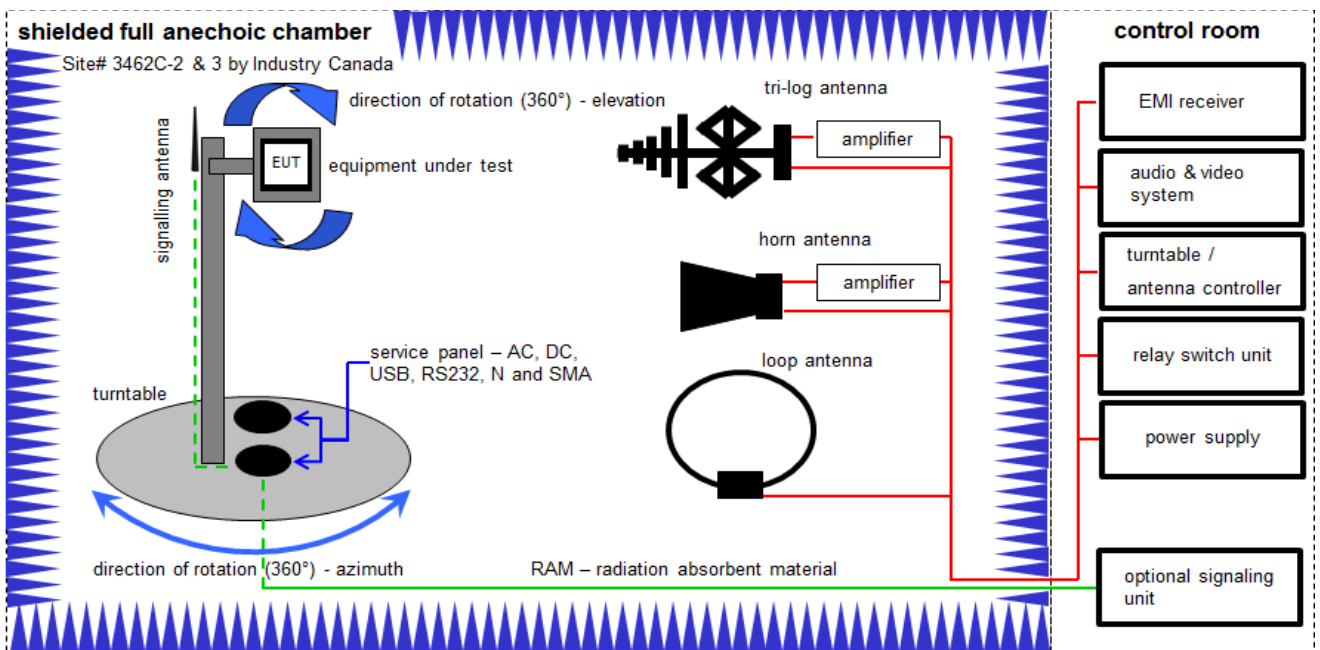 shielded full anechoic chamber
Site# 3462C-2 & 3 by Industry Canada
direction of rotation (360°) - elevation
signalling antenna
EUT
equipment under test
tri-log antenna
amplifier
horn antenna
amplifier
service panel – AC, DC,
USB, RS232, N and SMA
loop antenna
turntable
direction of rotation (360°) - azimuth
RAM – radiation absorbent material
control room
EMI receiver
audio & video
system
turntable /
antenna controller
relay switch unit
power supply
optional signaling
unit